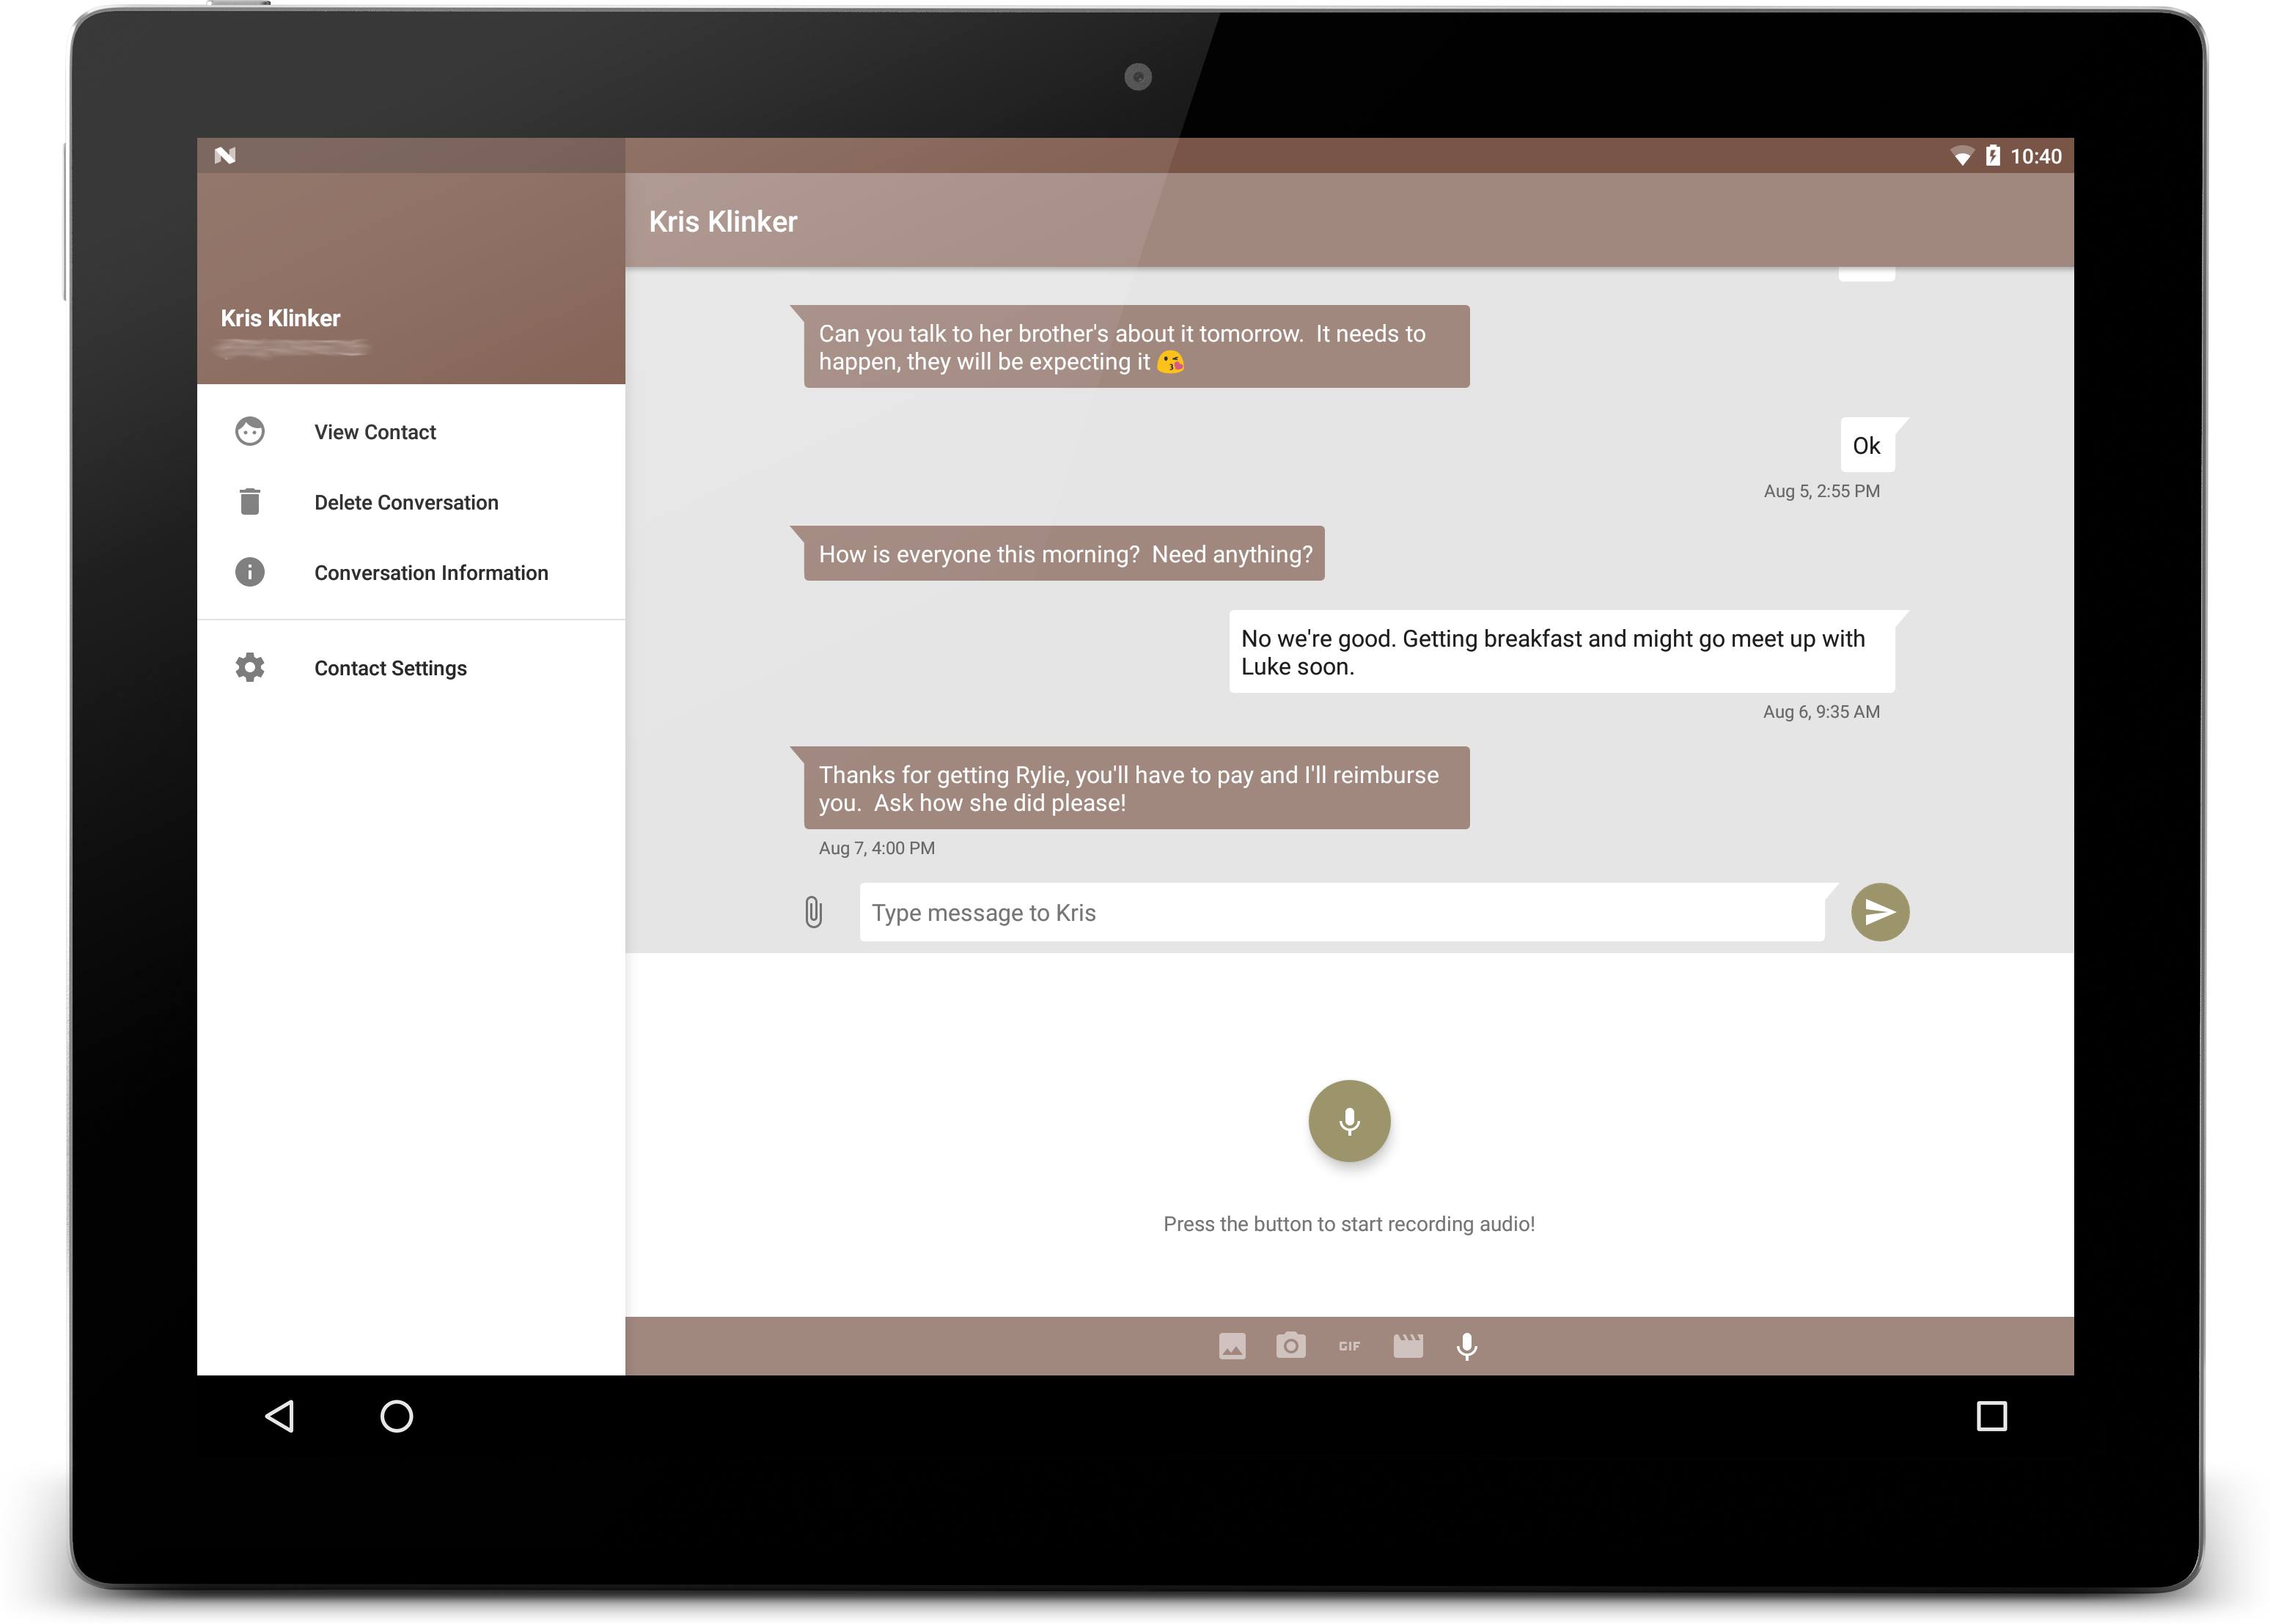 10:40
Kris Klinker
Kris Klinker
View Contact
Delete Conversation
Conversation Information
Contact Settings
Can you talk to her brother's about it tomorrow.  It needs to
happen, they will be expecting it 😘
Ok
Aug 5, 2:55 PM
How is everyone this morning?  Need anything?
No we're good. Getting breakfast and might go meet up with
Luke soon.
Aug 6, 9:35 AM
Thanks for getting Rylie, you'll have to pay and I'll reimburse
you.  Ask how she did please!
Aug 7, 4:00 PM
Type message to Kris
Press the button to start recording audio!
GIF